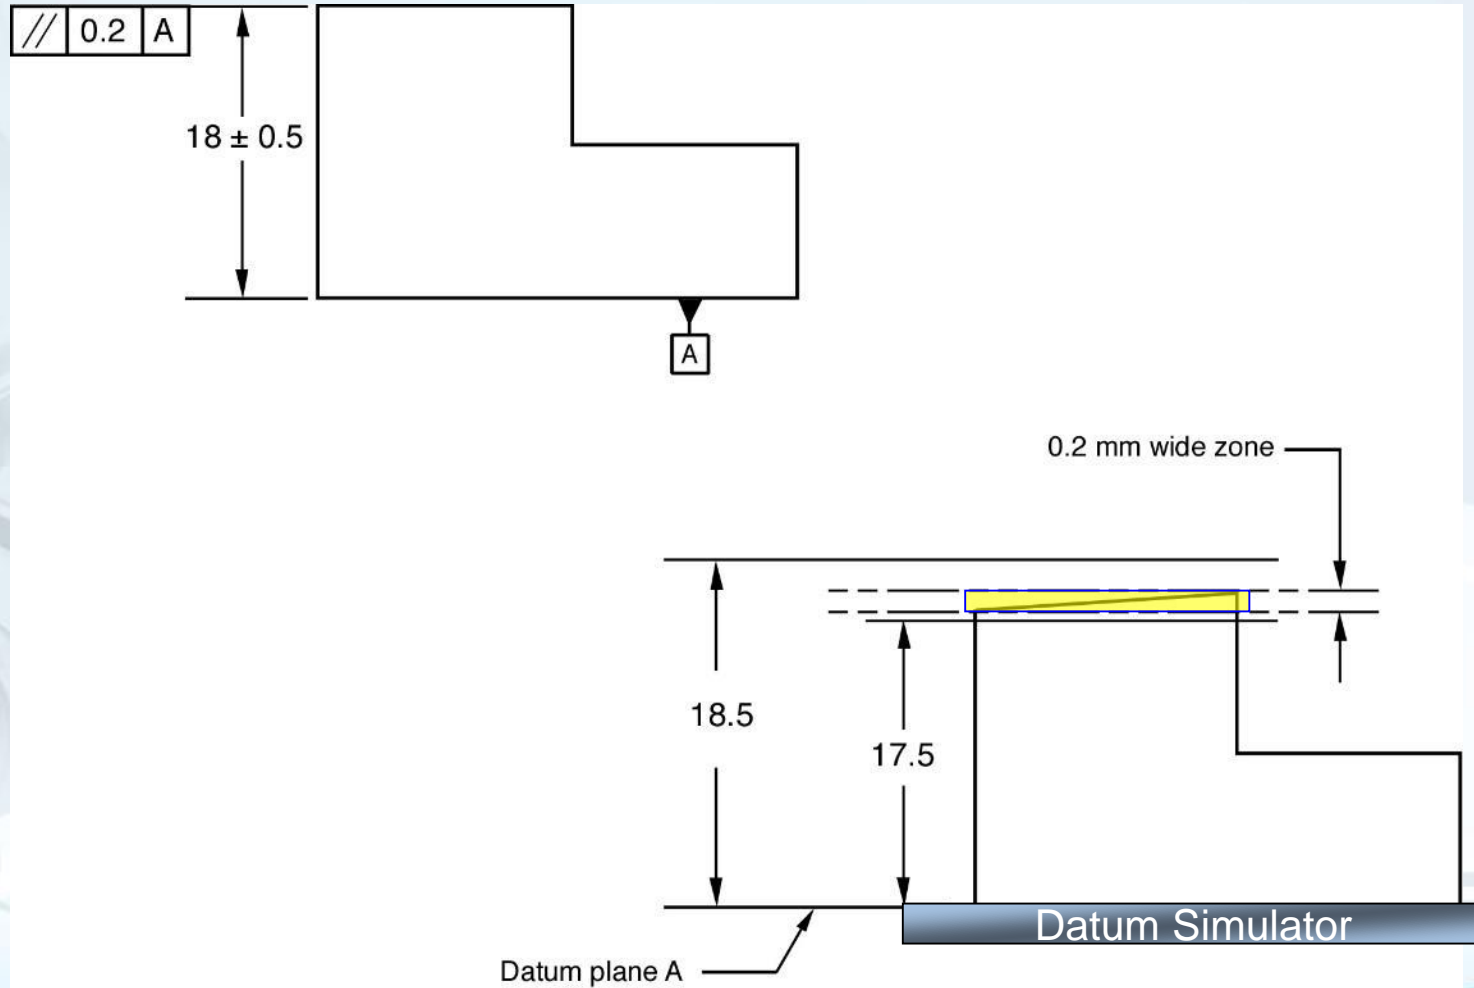 // 0.2 A
18 ± 0.5
A
0.2 mm wide zone
18.5
17.5
Datum Simulator
Datum plane A